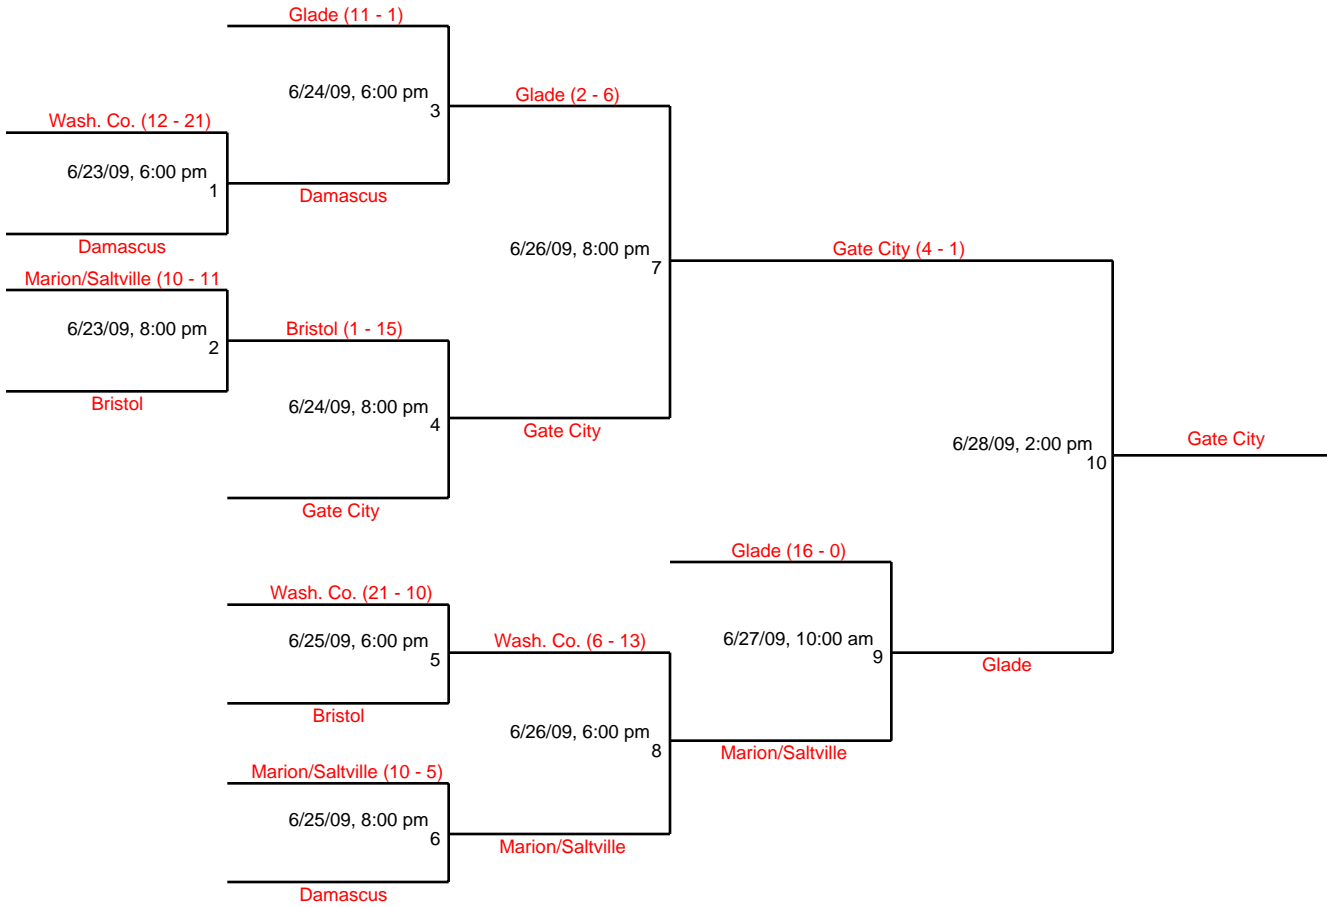 Glade (11 - 1)
6/24/09, 6:00 pm
3
Glade (2 - 6)
Wash. Co. (12 - 21)
6/23/09, 6:00 pm
1
Damascus
Damascus
6/26/09, 8:00 pm
7
Gate City (4 - 1)
Marion/Saltville (10 - 11
6/23/09, 8:00 pm
2
Bristol (1 - 15)
Bristol
6/24/09, 8:00 pm
4
Gate City
6/28/09, 2:00 pm
10
Gate City
Gate City
Glade (16 - 0)
Wash. Co. (21 - 10)
6/25/09, 6:00 pm
5
Wash. Co. (6 - 13)
6/27/09, 10:00 am
9
Glade
Bristol
6/26/09, 6:00 pm
8
Marion/Saltville
Marion/Saltville (10 - 5)
6/25/09, 8:00 pm
6
Marion/Saltville
Damascus